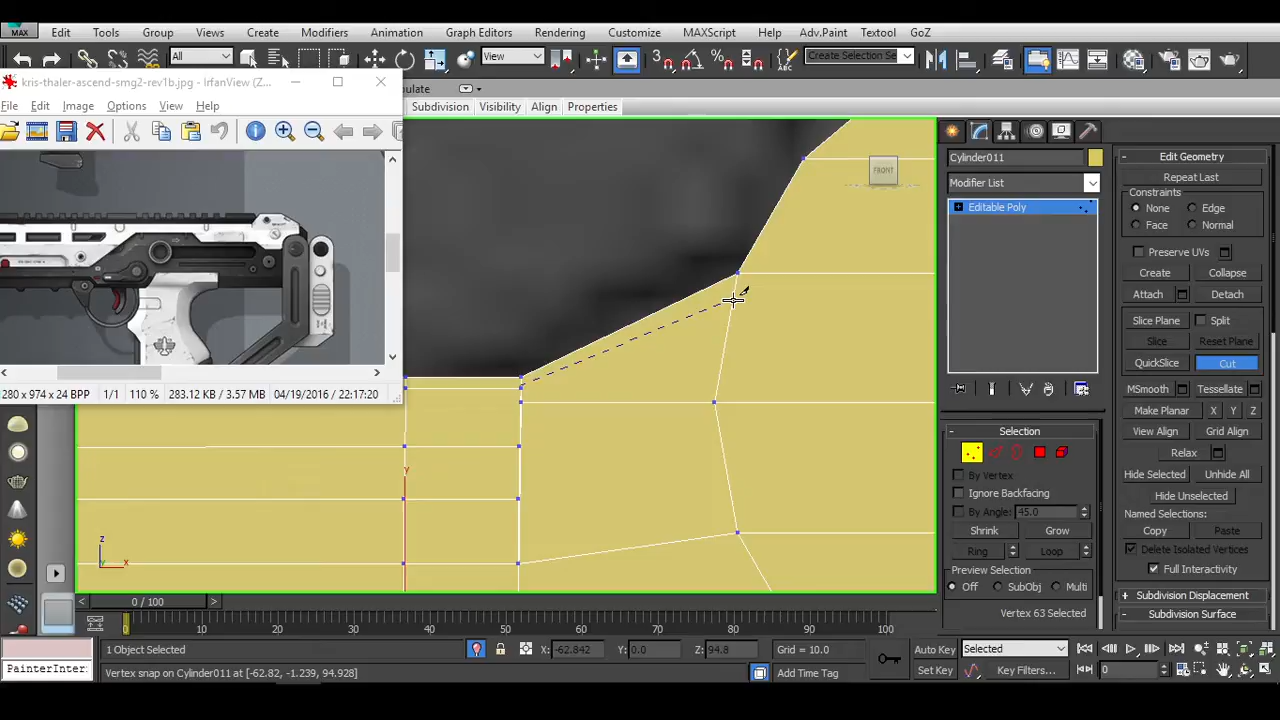 MAX
Edit Tools Group Views Create Modifiers Animation Graph Editors Rendering Customize MAXScript Help Adv.Paint Textool GoZ
All View Create Selection Se
kris-thaler-ascend-smg2-rev1b.jpg - IrfanView (Z...
File Edit Image Options View Help
ulate
Subdivision Visibility Align Properties
280 x 974 x 24 BPP 1/1 110 % 283.12 KB / 3.57 MB 04/19/2016 / 22:17:20
FRONT
y
z
x
Cylinder011
Modifier List
Editable Poly
Edit Geometry
Repeat Last
Constraints
None Edge
Face Normal
Preserve UVs
Create Collapse
Attach Detach
Slice Plane Split
Slice Reset Plane
QuickSlice Cut
MSmooth Tessellate
Make Planar X Y Z
View Align Grid Align
Relax
Hide Selected Unhide All
Hide Unselected
Named Selections:
Copy Paste
Delete Isolated Vertices
Full Interactivity
Subdivision Displacement
Subdivision Surface
Selection
By Vertex
Ignore Backfacing
By Angle: 45.0
Shrink Grow
Ring Loop
Preview Selection
Off SubObj Multi
Vertex 63 Selected
0 / 100
0 10 20 30 40 50 60 70 80 90 100
1 Object Selected X: -62.842 Y: 0.0 Z: 94.8 Grid = 10.0 Auto Key Selected
PainterInter Vertex snap on Cylinder011 at [-62.82, -1.239, 94.928] Add Time Tag Set Key Key Filters... 0